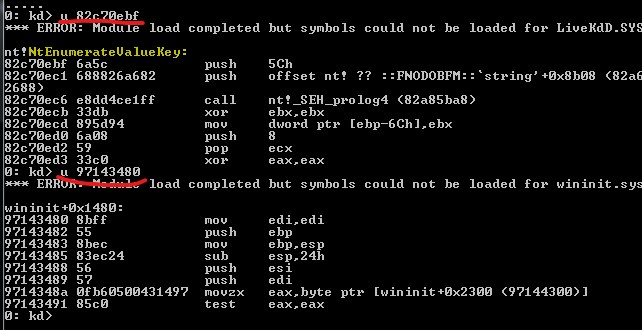 -----
0: kd> u 82c70ebf
*** ERROR: Module load completed but symbols could not be loaded for LiveKdD.SYS
nt!NtEnumerateValueKey:
82c70ebf 6a5c push 5Ch
82c70ec1 688826a682 push offset nt! ?? ::FNODOBFM::`string'+0x8b08 (82a6
2688)
82c70ec6 e8dd4ce1ff call nt!_SEH_prolog4 (82a85ba8)
82c70ecb 33db xor ebx,ebx
82c70ecd 895d94 mov dword ptr [ebp-6Ch],ebx
82c70ed0 6a08 push 8
82c70ed2 59 pop ecx
82c70ed3 33c0 xor eax,eax
0: kd> u 97143480
*** ERROR: Module load completed but symbols could not be loaded for wininit.sys
wininit+0x1480:
97143480 8bff mov edi,edi
97143482 55 push ebp
97143483 8bec mov ebp,esp
97143485 83ec24 sub esp,24h
97143488 56 push esi
97143489 57 push edi
9714348a 0fb60500431497 movzx eax,byte ptr [wininit+0x2300 (97144300)]
97143491 85c0 test eax,eax
0: kd>